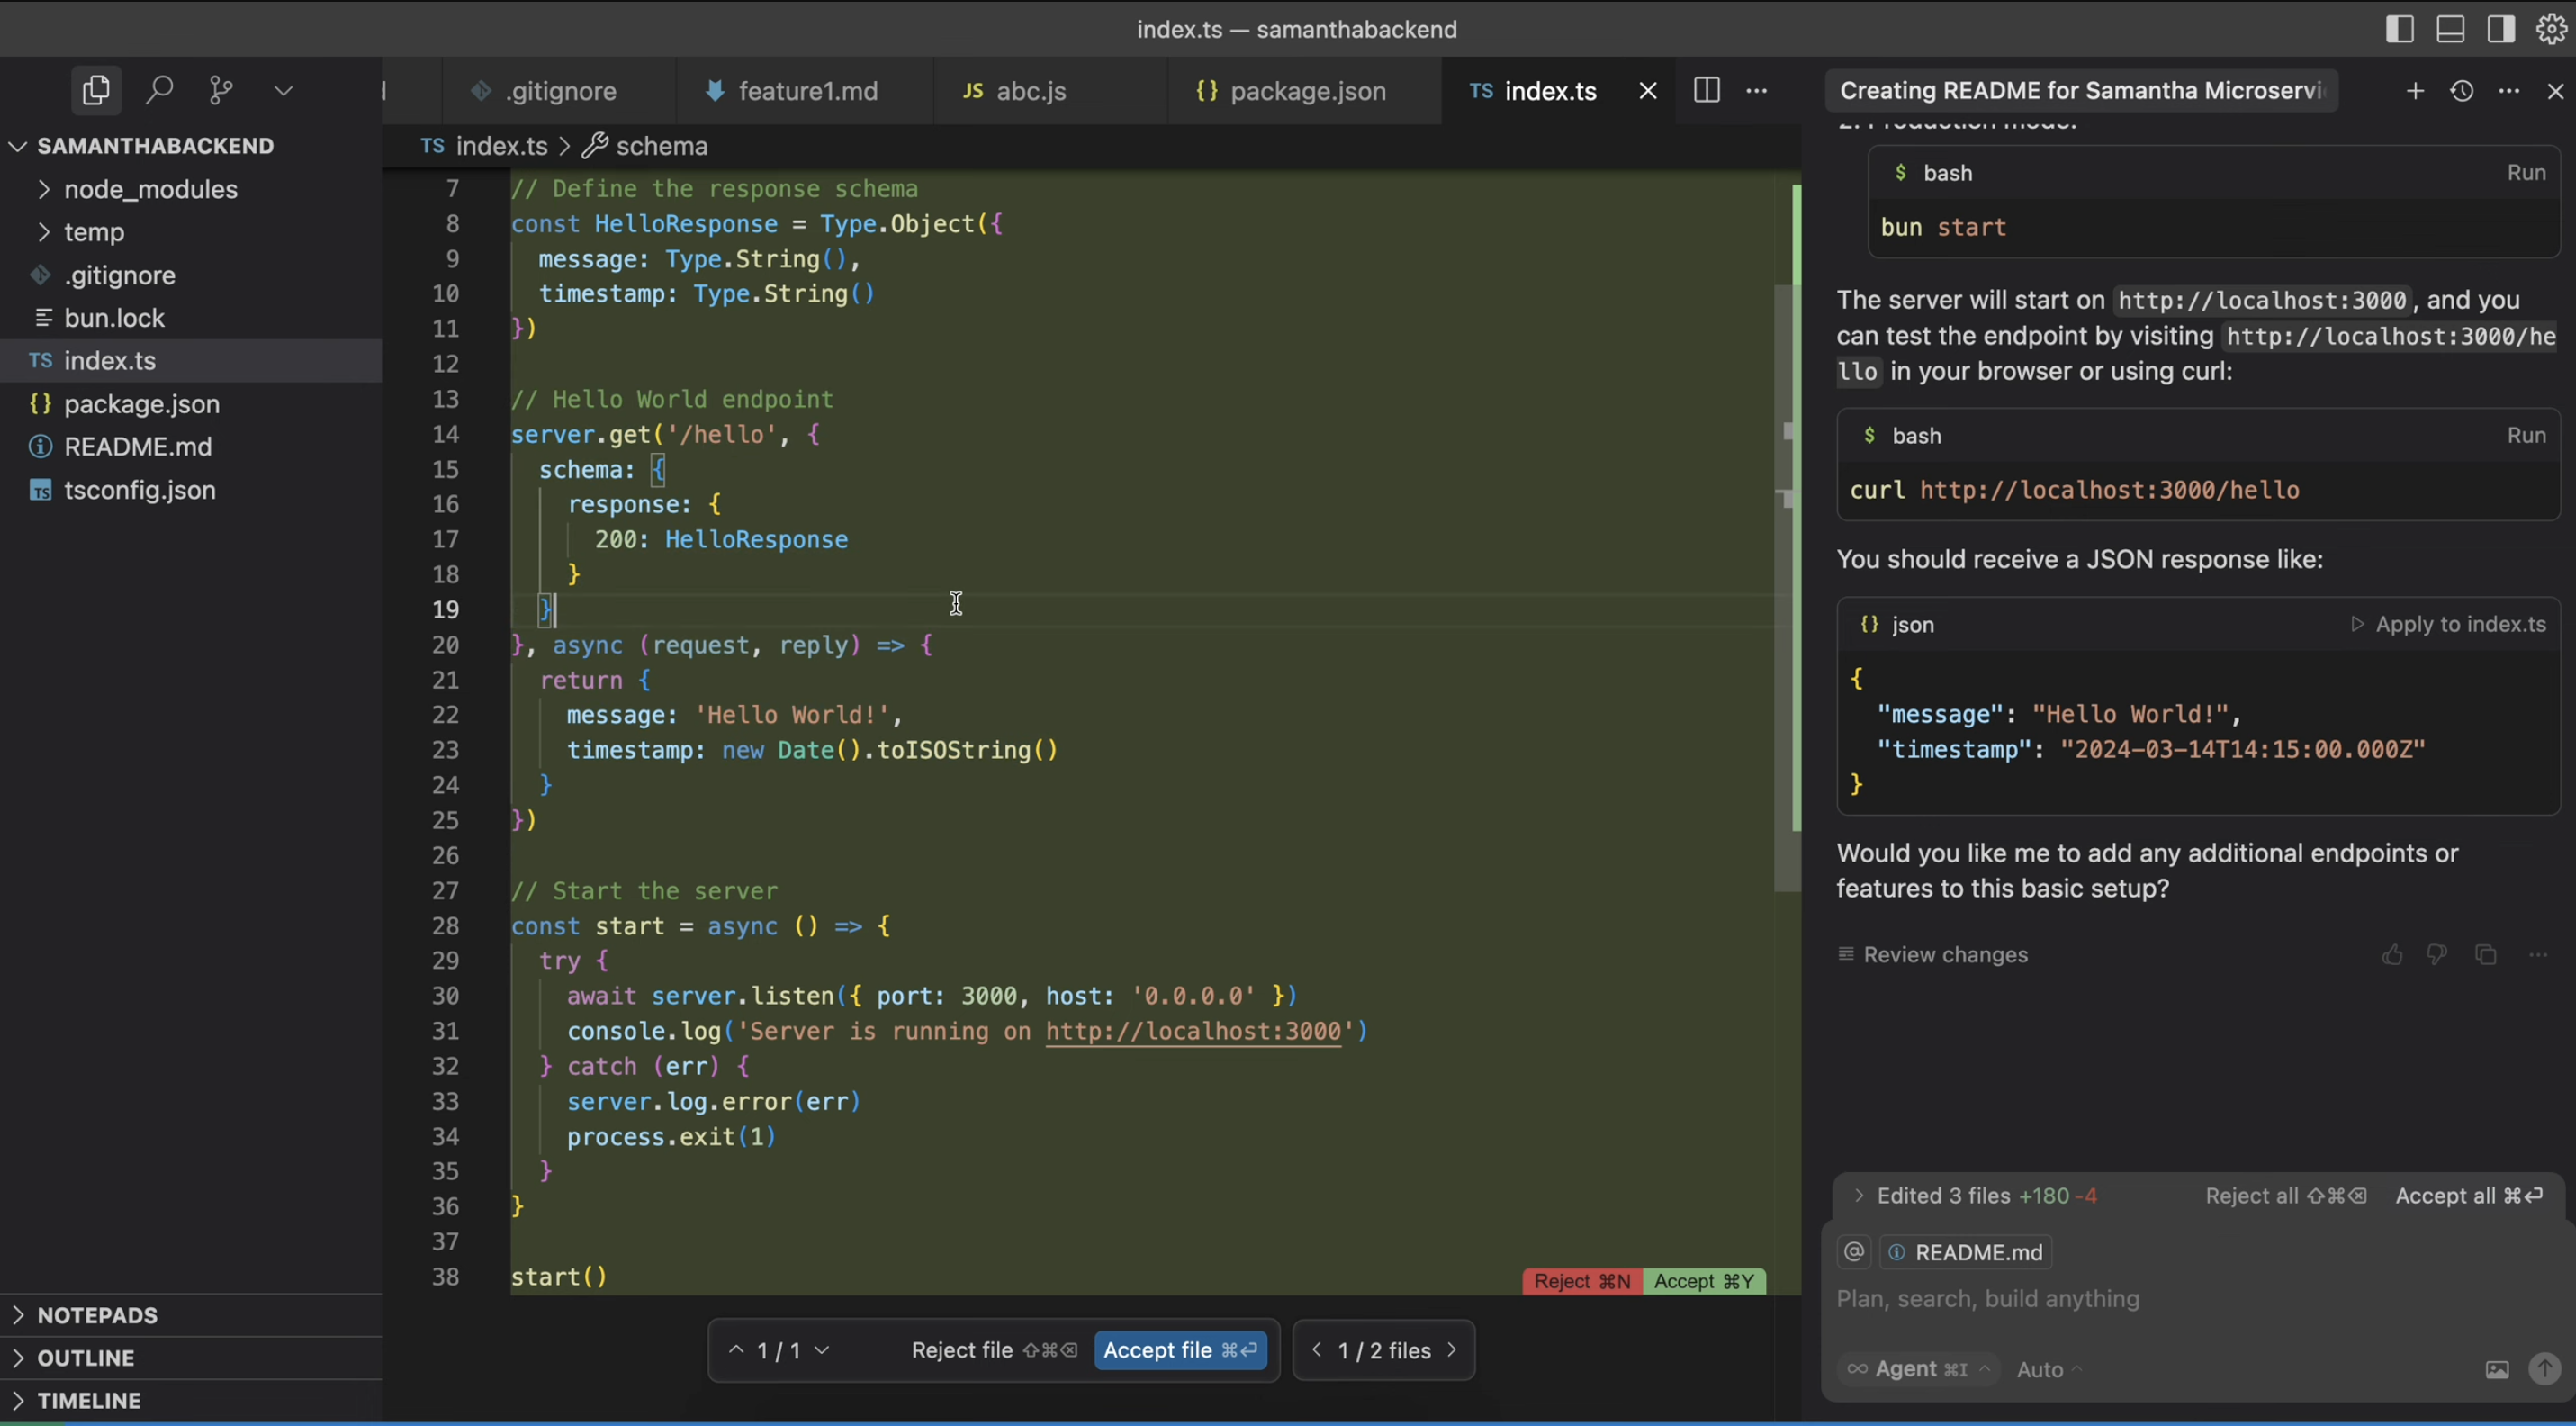 index.ts — samanthabackend
.gitignore
feature1.md
JS abc.js
{} package.json
TS index.ts
Creating README for Samantha Microservi
SAMANTHABACKEND
node_modules
temp
.gitignore
bun.lock
TS index.ts
{} package.json
README.md
TS tsconfig.json
NOTEPADS
OUTLINE
TIMELINE
TS index.ts > schema
7 // Define the response schema
8 const HelloResponse = Type.Object({
9 message: Type.String(),
10 timestamp: Type.String()
11 })
12
13 // Hello World endpoint
14 server.get('/hello', {
15 schema: {
16 response: {
17 200: HelloResponse
18 }
19 }
20 }, async (request, reply) => {
21 return {
22 message: 'Hello World!',
23 timestamp: new Date().toISOString()
24 }
25 })
26
27 // Start the server
28 const start = async () => {
29 try {
30 await server.listen({ port: 3000, host: '0.0.0.0' })
31 console.log('Server is running on http://localhost:3000')
32 } catch (err) {
33 server.log.error(err)
34 process.exit(1)
35 }
36 }
37
38 start()
Reject ⌘N Accept ⌘Y
1 / 1 Reject file ⇧⌘⌫ Accept file ⌘⏎
1 / 2 files
2. Production mode:
$ bash Run
bun start
The server will start on http://localhost:3000, and you
can test the endpoint by visiting http://localhost:3000/he
llo in your browser or using curl:
$ bash Run
curl http://localhost:3000/hello
You should receive a JSON response like:
{} json Apply to index.ts
{
"message": "Hello World!",
"timestamp": "2024-03-14T14:15:00.000Z"
}
Would you like me to add any additional endpoints or
features to this basic setup?
Review changes
Edited 3 files +180 -4 Reject all ⇧⌘⌫ Accept all ⌘⏎
@ README.md
Plan, search, build anything
∞ Agent ⌘I Auto